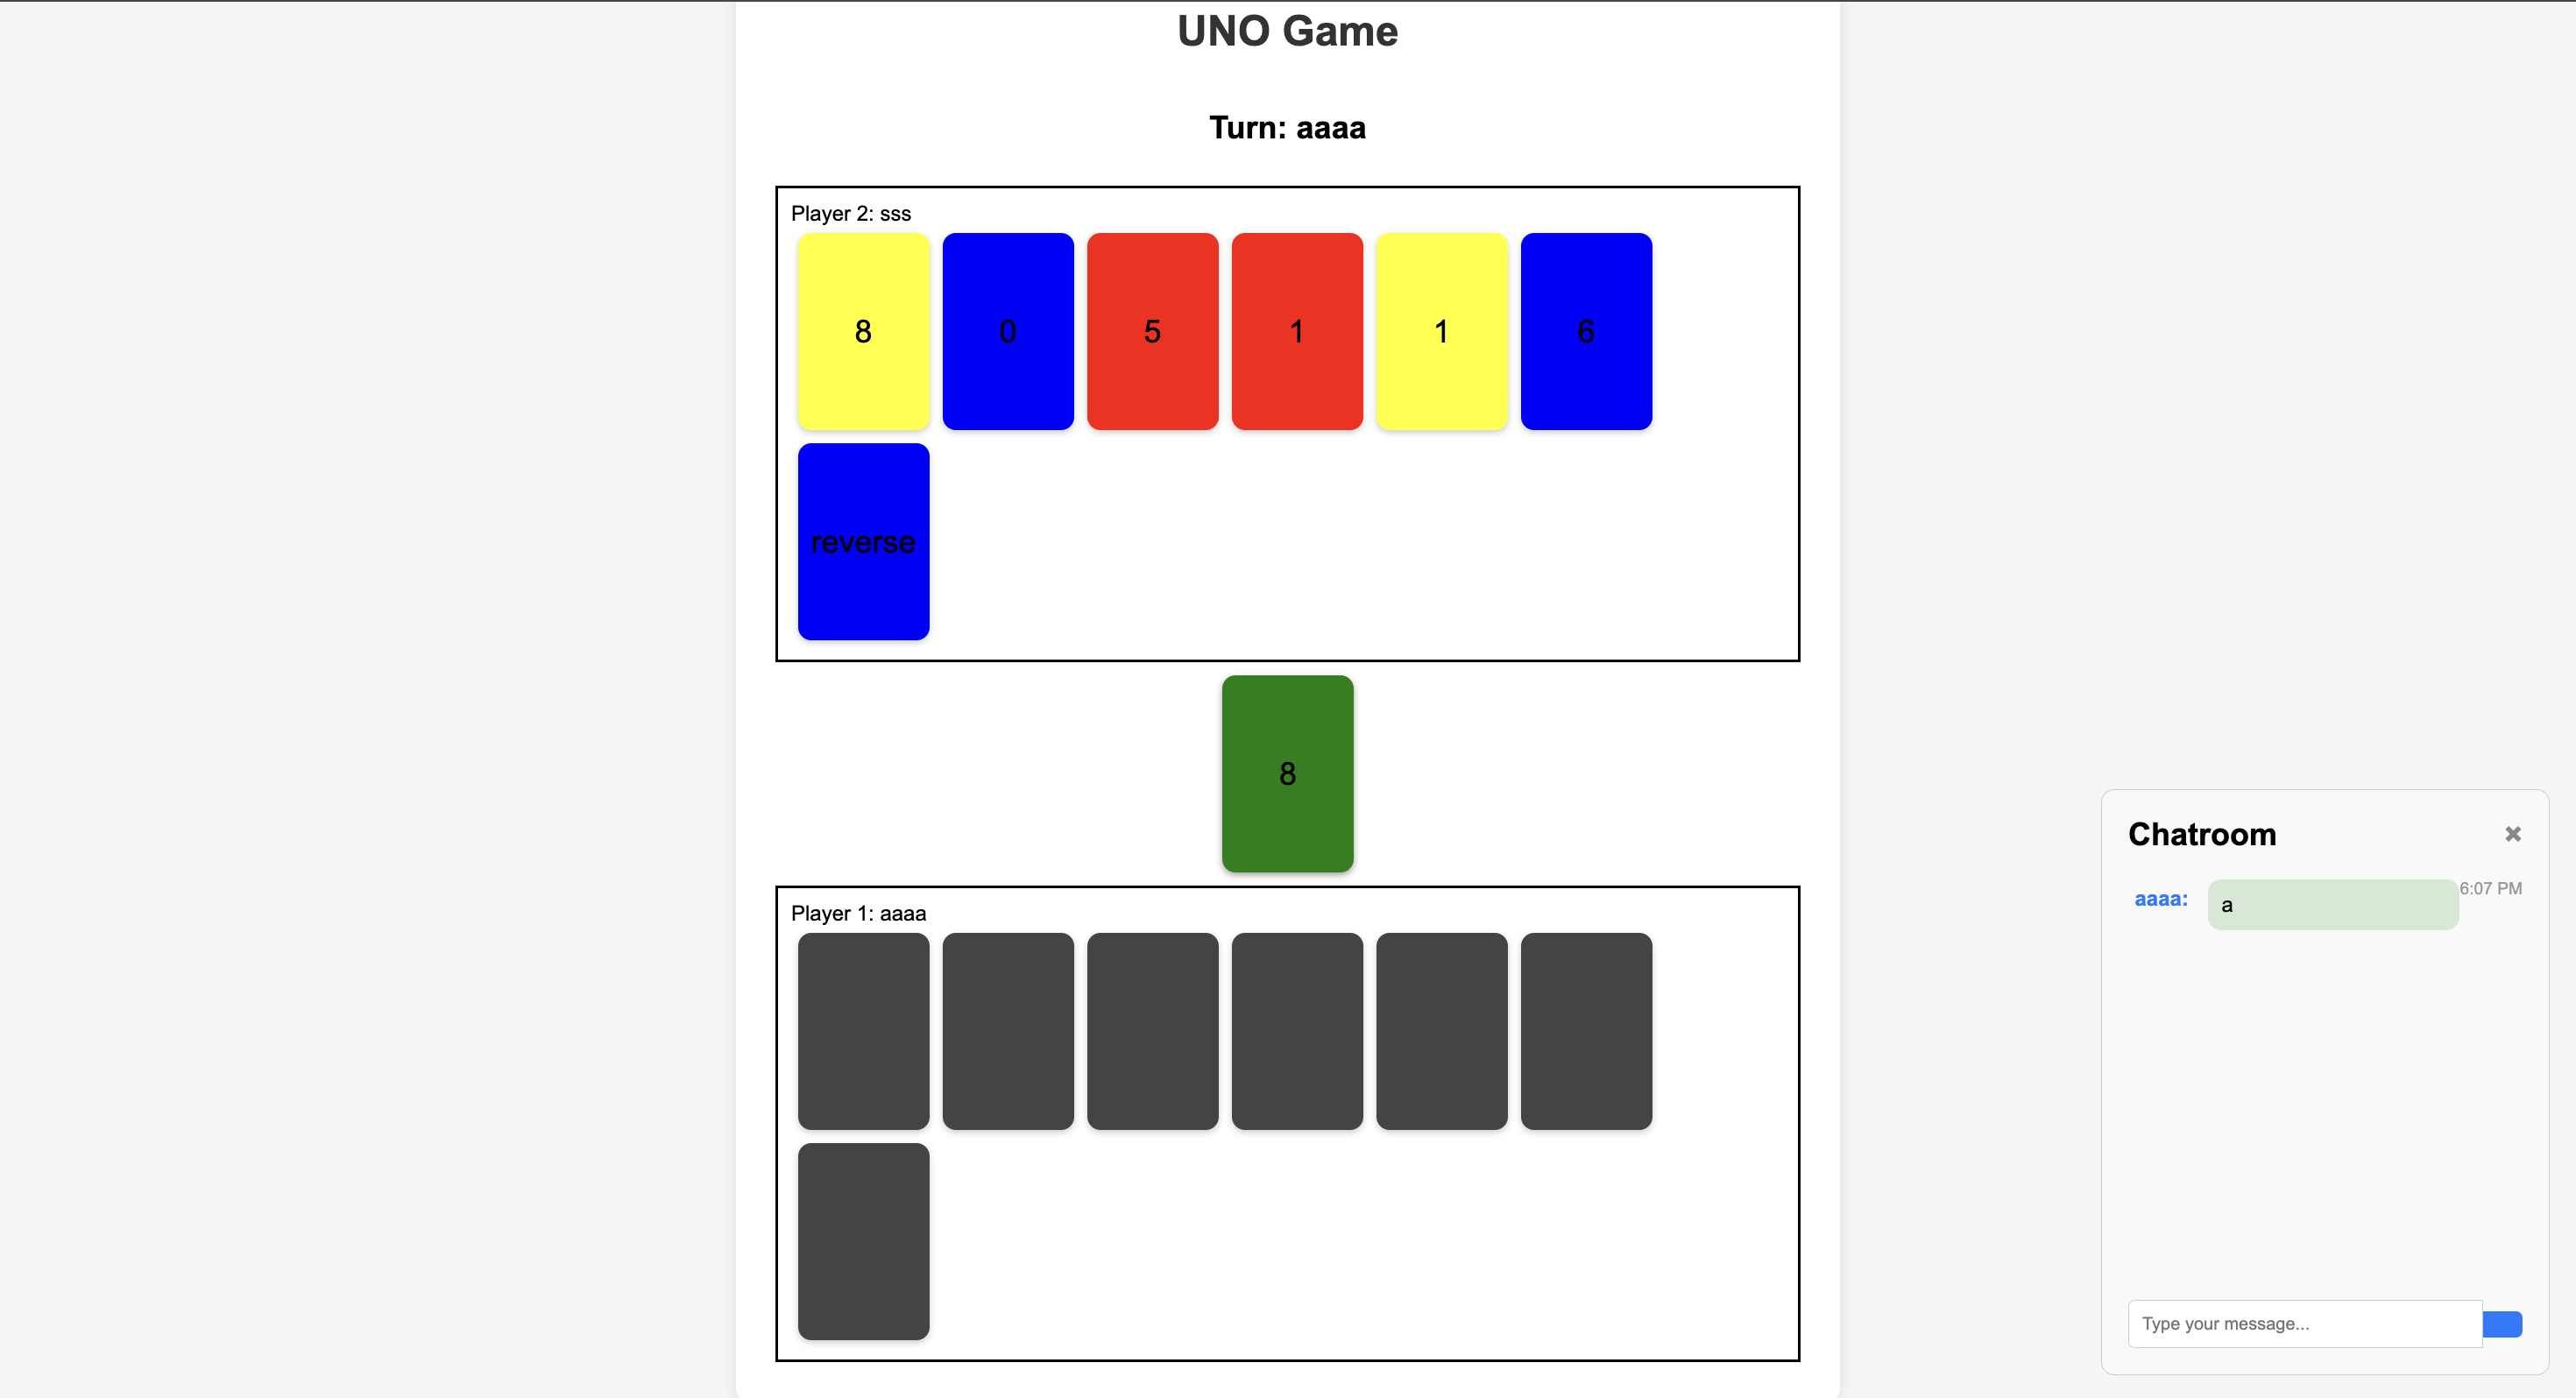 UNO Game
Turn: aaaa
Player 2: sss
8 0 5 1 1 6
reverse
8
Player 1: aaaa
Chatroom ✖
aaaa: a 6:07 PM
Type your message...